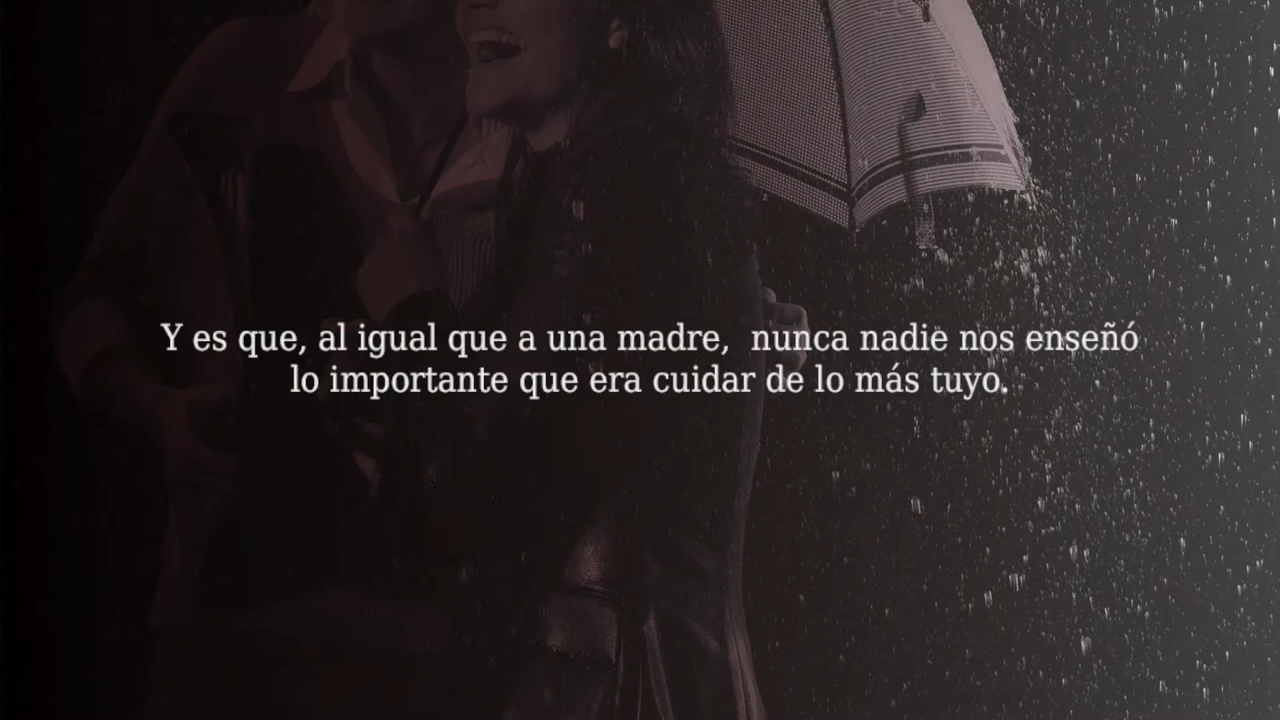 Y es que, al igual que a una madre, nunca nadie nos enseñó
lo importante que era cuidar de lo más tuyo.